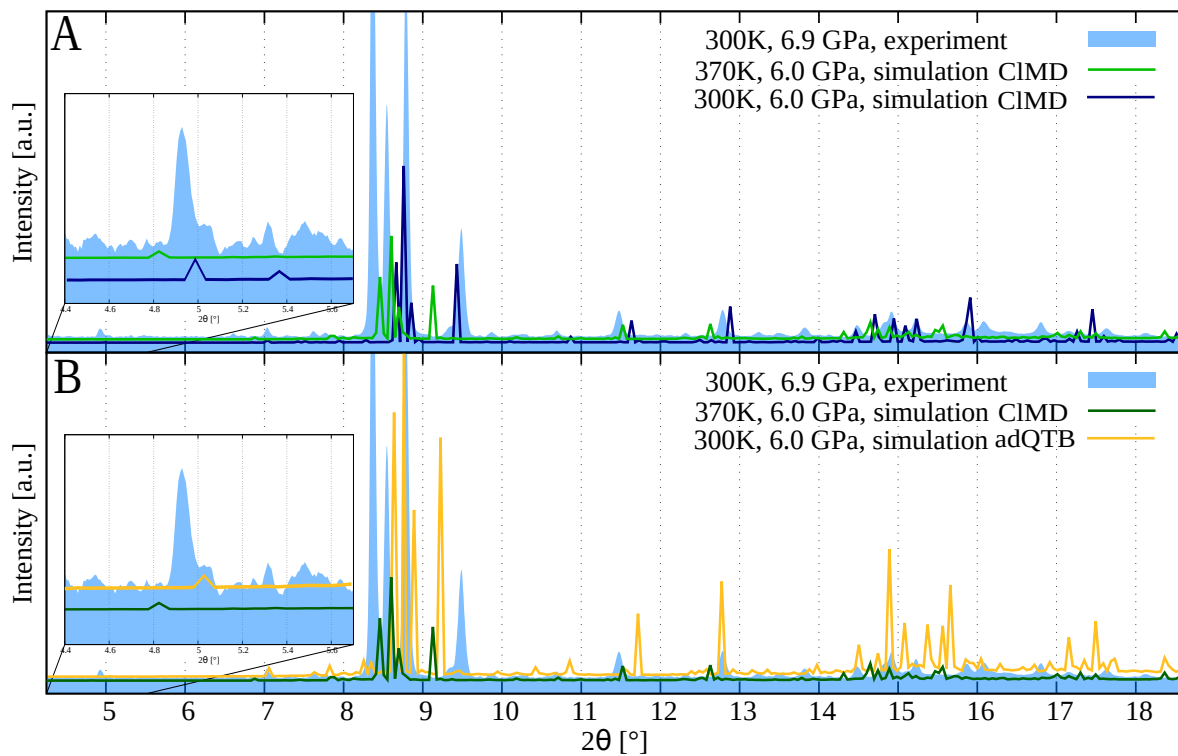 A
300K, 6.9 GPa, experiment
370K, 6.0 GPa, simulation ClMD
300K, 6.0 GPa, simulation ClMD
Intensity [a.u.]
4.4 4.6 4.8 5 5.2 5.4 5.6
2θ [°]
B
300K, 6.9 GPa, experiment
370K, 6.0 GPa, simulation ClMD
300K, 6.0 GPa, simulation adQTB
Intensity [a.u.]
4.4 4.6 4.8 5 5.2 5.4 5.6
2θ [°]
5 6 7 8 9 10 11 12 13 14 15 16 17 18
2θ [°]